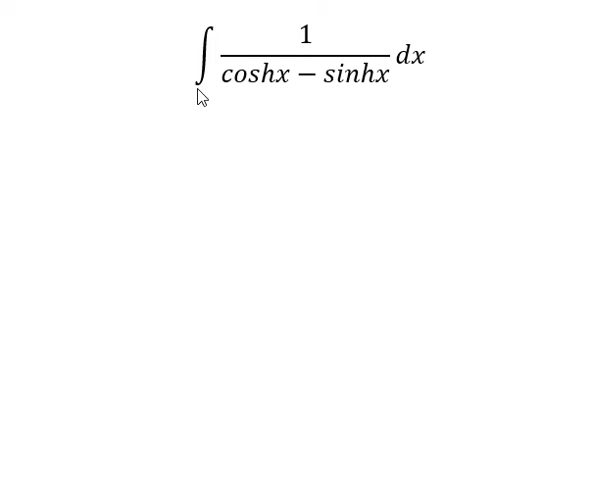 ∫ 1/(coshx − sinhx) dx